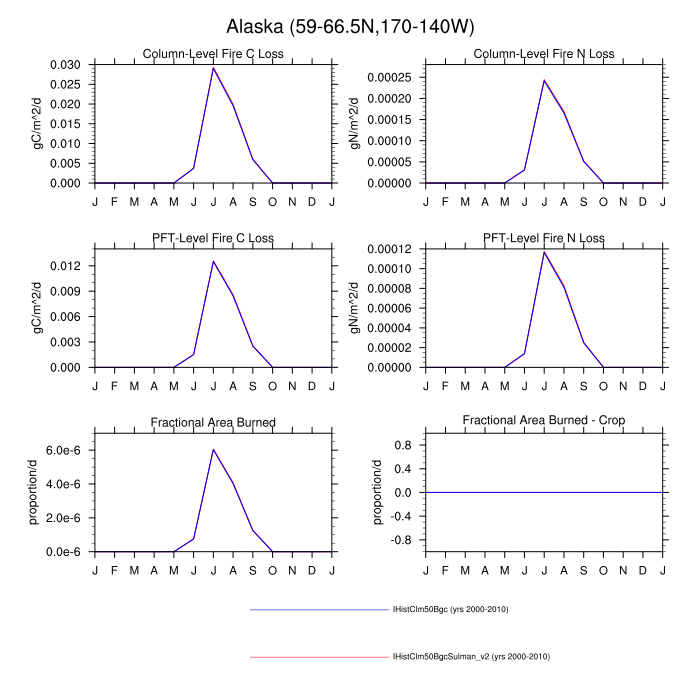 Alaska (59-66.5N,170-140W)
Column-Level Fire C Loss
gC/m^2/d
0.030
0.025
0.020
0.015
0.010
0.005
0.000
J F M A M J J A S O N D J
Column-Level Fire N Loss
gN/m^2/d
0.00025
0.00020
0.00015
0.00010
0.00005
0.00000
J F M A M J J A S O N D J
PFT-Level Fire C Loss
gC/m^2/d
0.012
0.009
0.006
0.003
0.000
J F M A M J J A S O N D J
PFT-Level Fire N Loss
gN/m^2/d
0.00012
0.00010
0.00008
0.00006
0.00004
0.00002
0.00000
J F M A M J J A S O N D J
Fractional Area Burned
proportion/d
6.0e-6
4.0e-6
2.0e-6
0.0e-6
J F M A M J J A S O N D J
Fractional Area Burned - Crop
proportion/d
0.8
0.4
0.0
-0.4
-0.8
J F M A M J J A S O N D J
IHistClm50Bgc (yrs 2000-2010)
IHistClm50BgcSulman_v2 (yrs 2000-2010)